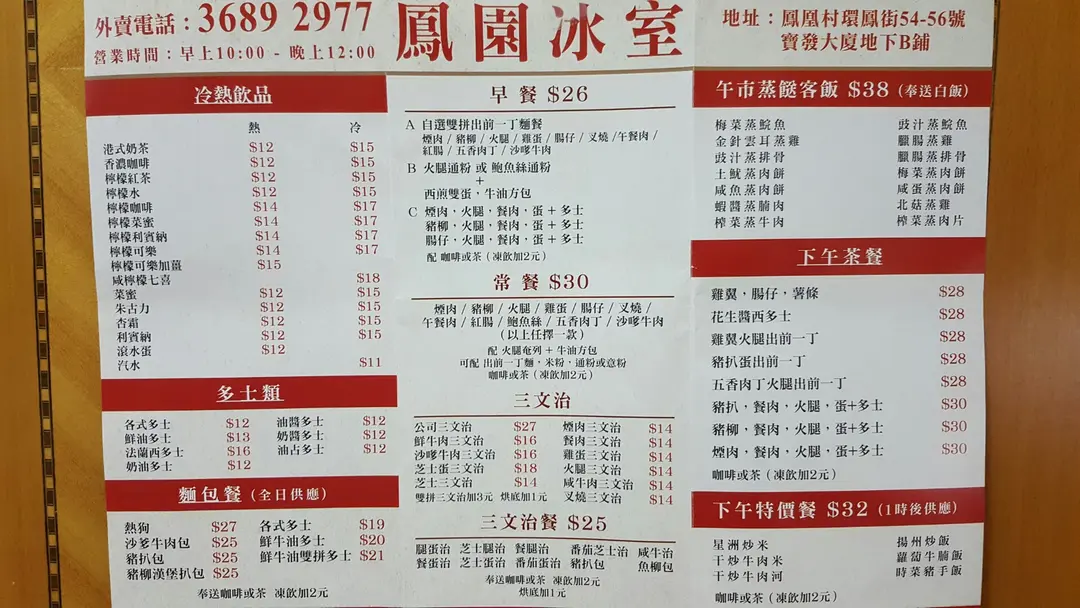 外賣電話：3689 2977
營業時間：早上10:00 - 晚上12:00
鳳園冰室
地址：鳳凰村環鳳街54-56號
寶發大廈地下B鋪
冷熱飲品
熱 冷
港式奶茶 $12 $15
香濃咖啡 $12 $15
檸檬紅茶 $12 $15
檸檬水 $12 $15
檸檬咖啡 $14 $17
檸檬菜蜜 $14 $17
檸檬利賓納 $14 $17
檸檬可樂 $14 $17
檸檬可樂加薑 $15
咸檸檬七喜 $18
菜蜜 $12 $15
朱古力 $12 $15
杏霜 $12 $15
利賓納 $12 $15
滾水蛋 $12
汽水 $11
多士類
各式多士 $12 油醬多士 $12
鮮油多士 $13 奶醬多士 $12
法蘭西多士 $16 油占多士 $12
奶油多士 $12
麵包餐（全日供應）
熱狗 $27 各式多士 $19
沙爹牛肉包 $25 鮮牛油多士 $20
豬扒包 $25 鮮牛油雙拼多士 $21
豬柳漢堡扒包 $25
奉送咖啡或茶 凍飲加2元
早餐 $26
A 自選雙拼出前一丁麵餐
煙肉 / 豬柳 / 火腿 / 雞蛋 / 腸仔 / 叉燒 /午餐肉 /
紅腸 / 五香肉丁 / 沙嗲牛肉
B 火腿通粉 或 鮑魚絲通粉
+
西煎雙蛋，牛油方包
C 煙肉，火腿，餐肉，蛋 + 多士
豬柳，火腿，餐肉，蛋 + 多士
腸仔，火腿，餐肉，蛋 + 多士
配 咖啡或茶（凍飲加2元）
常餐 $30
煙肉 / 豬柳 / 火腿 / 雞蛋 / 腸仔 / 叉燒 /
午餐肉 / 紅腸 / 鮑魚絲 / 五香肉丁 / 沙嗲牛肉
（以上任擇一款）
配 火腿奄列 + 牛油方包
可配 出前一丁麵，米粉，通粉或意粉
咖啡或茶（凍飲加2元）
三文治
公司三文治 $27 煙肉三文治 $14
鮮牛肉三文治 $16 餐肉三文治 $14
沙嗲牛肉三文治 $16 雞蛋三文治 $14
芝士蛋三文治 $18 火腿三文治 $14
芝士三文治 $14 咸牛肉三文治 $14
雙拼三文治加3元 烘底加1元 叉燒三文治 $14
三文治餐 $25
腿蛋治 芝士腿治 餐腿治 番茄芝士治 咸牛治
餐蛋治 芝士蛋治 番茄蛋治 豬扒包 魚柳包
奉送咖啡或茶 凍飲加2元
烘底加1元
午市蒸餸客飯 $38（奉送白飯）
梅菜蒸鯇魚 豉汁蒸鯇魚
金針雲耳蒸雞 臘腸蒸雞
豉汁蒸排骨 臘腸蒸排骨
土魷蒸肉餅 梅菜蒸肉餅
咸魚蒸肉餅 咸蛋蒸肉餅
蝦醬蒸腩肉 北菇蒸雞
榨菜蒸牛肉 榨菜蒸肉片
下午茶餐
雞翼，腸仔，薯條 $28
花生醬西多士 $28
雞翼火腿出前一丁 $28
豬扒蛋出前一丁 $28
五香肉丁火腿出前一丁 $28
豬扒，餐肉，火腿，蛋+多士 $30
豬柳，餐肉，火腿，蛋+多士 $30
煙肉，餐肉，火腿，蛋+多士 $30
咖啡或茶（凍飲加2元）
下午特價餐 $32（1時後供應）
星洲炒米 揚州炒飯
干炒牛肉米 蘿蔔牛腩飯
干炒牛肉河 時菜豬手飯
咖啡或茶（凍飲加2元）